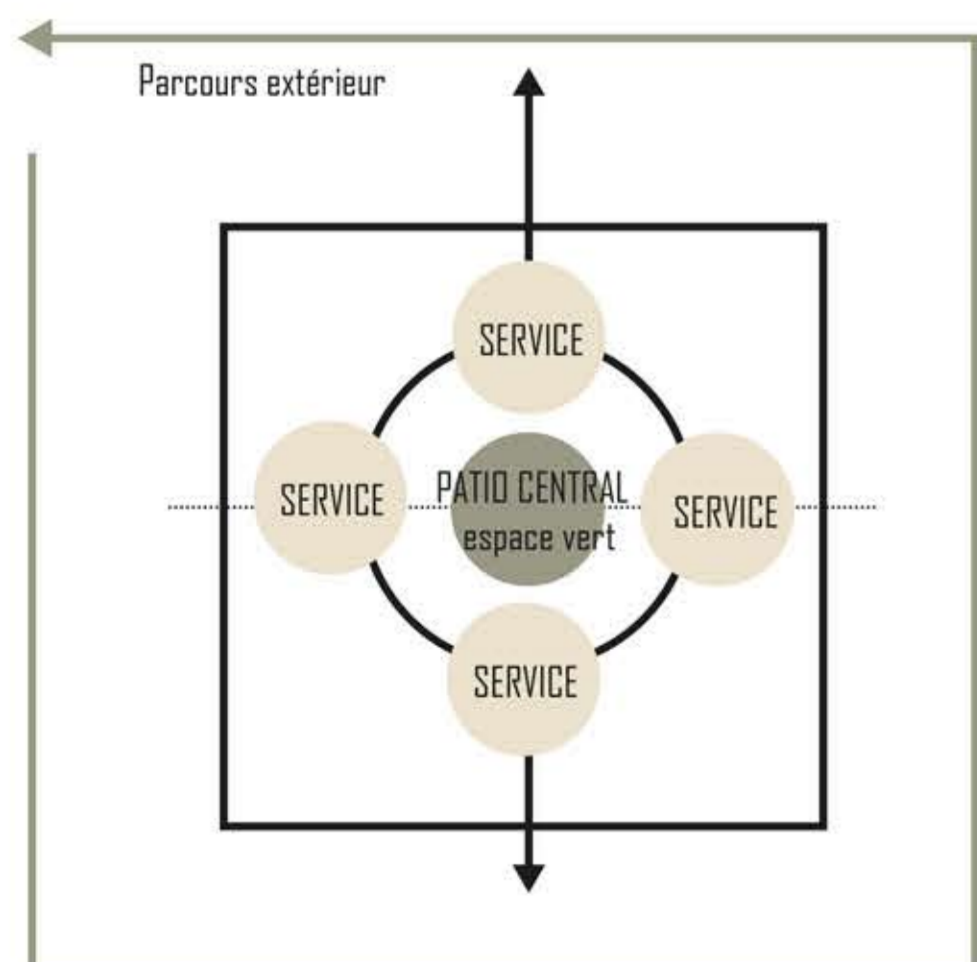 Parcours extérieur
SERVICE
SERVICE
PATIO CENTRAL
espace vert
SERVICE
SERVICE